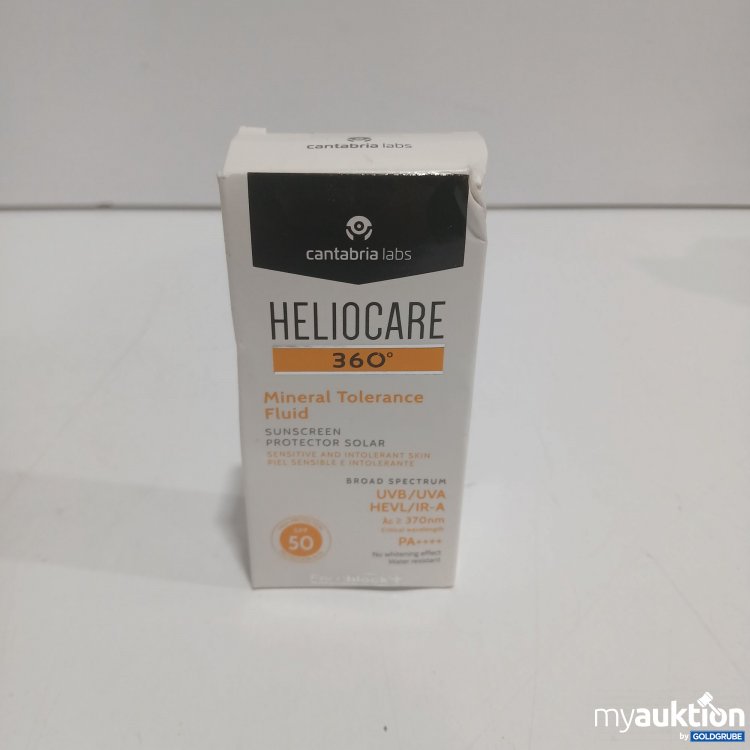 cantabria labs
cantabria labs
HELIOCARE
360°
Mineral Tolerance
Fluid
SUNSCREEN
PROTECTOR SOLAR
SENSITIVE AND INTOLERANT SKIN
PIEL SENSIBLE E INTOLERANTE
BROAD SPECTRUM
UVB/UVA
HEVL/IR-A
λc ≥ 370nm
Critical wavelength
PA++++
No whitening effect
Water resistant
SPF
50
myauktion
by GOLDGRUBE